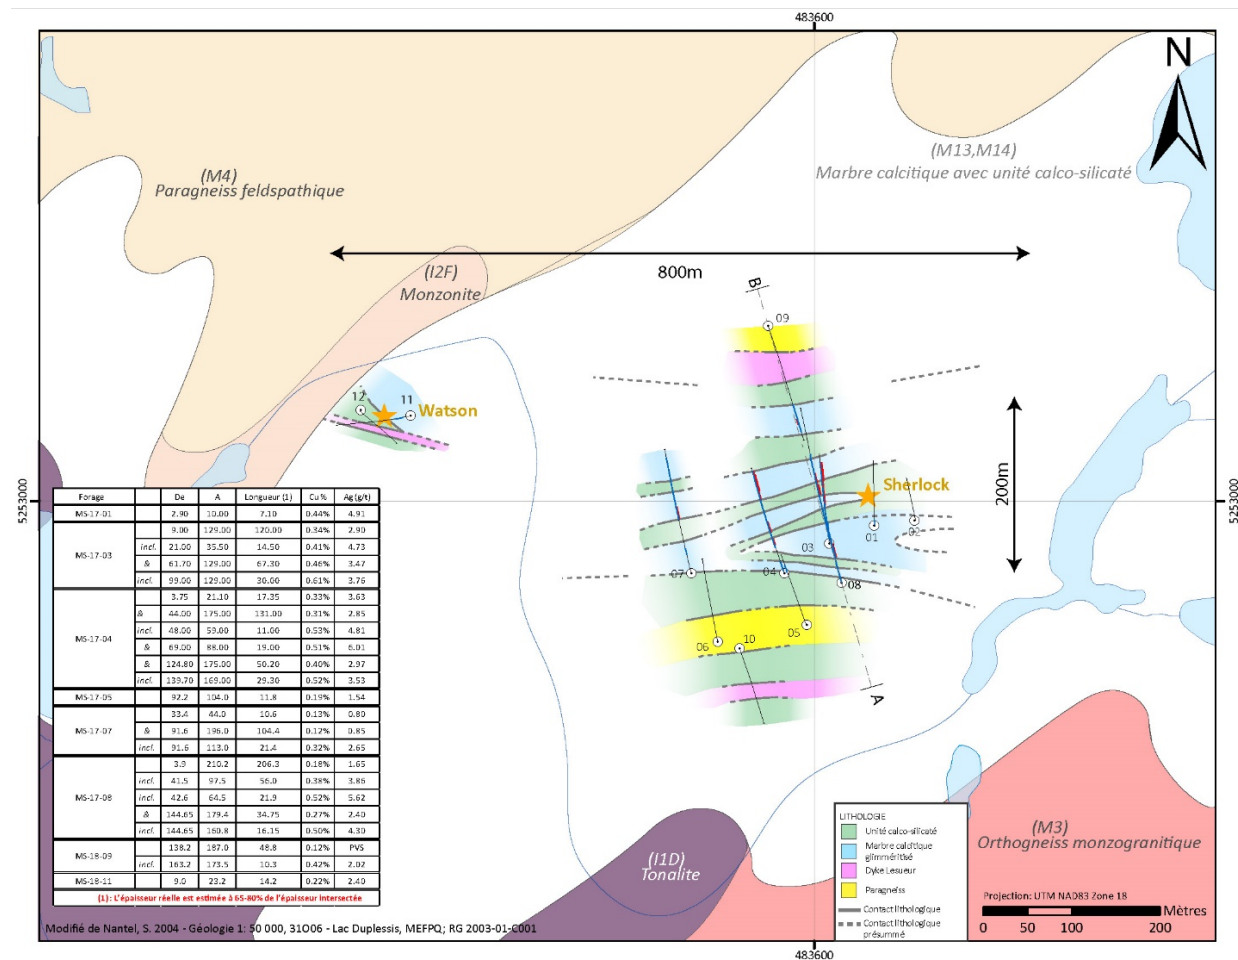 483600
N
(M13,M14)
Marbre calcitique avec unité calco-silicaté
(M4)
Paragneiss feldspathique
800m
(I2F)
Monzonite
B
09
12
11
Watson
200m
Sherlock
5253000
5253000
01
02
03
04
07
08
05
06
10
A
Forage De A Longueur (1) Cu % Ag (g/t)
MS-17-01 2.90 10.00 7.10 0.44% 4.91
9.00 129.00 120.00 0.34% 2.90
MS-17-03
incl. 21.00 35.50 14.50 0.41% 4.73
& 61.70 129.00 67.30 0.46% 3.47
incl. 99.00 129.00 30.00 0.61% 3.76
3.75 21.10 17.35 0.33% 3.63
& 44.00 175.00 131.00 0.31% 2.85
MS-17-04
incl. 48.00 59.00 11.00 0.53% 4.81
& 69.00 88.00 19.00 0.51% 6.01
& 124.80 175.00 50.20 0.40% 2.97
incl. 139.70 169.00 29.30 0.52% 3.53
MS-17-05 92.2 104.0 11.8 0.19% 1.54
33.4 44.0 10.6 0.13% 0.80
MS-17-07 & 91.6 196.0 104.4 0.12% 0.85
incl. 91.6 113.0 21.4 0.32% 2.65
3.9 210.2 206.3 0.18% 1.65
incl. 41.5 97.5 56.0 0.38% 3.86
MS-17-08 incl. 42.6 64.5 21.9 0.52% 5.62
& 144.65 179.4 34.75 0.27% 2.40
incl. 144.65 160.8 16.15 0.50% 4.30
MS-18-09 138.2 187.0 48.8 0.12% PVS
incl. 163.2 173.5 10.3 0.42% 2.02
MS-18-11 9.0 23.2 14.2 0.22% 2.40
(1) : L'épaisseur réelle est estimée à 65-80% de l'épaisseur intersectée
(I1D)
Tonalite
(M3)
Orthogneiss monzogranitique
LITHOLOGIE
Unité calco-silicaté
Marbre calcitique
glimméritisé
Dyke Lesueur
Paragneiss
Contact lithologique
Contact lithologique
présummé
Projection: UTM NAD83 Zone 18
Mètres
0 50 100 200
Modifié de Nantel, S. 2004 - Géologie 1: 50 000, 31O06 - Lac Duplessis, MEFPQ; RG 2003-01-C001
483600